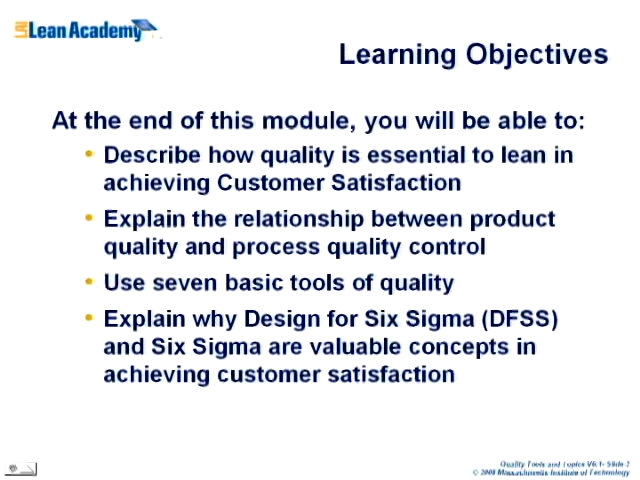 LAI Lean Academy
Learning Objectives
At the end of this module, you will be able to:
• Describe how quality is essential to lean in
achieving Customer Satisfaction
• Explain the relationship between product
quality and process quality control
• Use seven basic tools of quality
• Explain why Design for Six Sigma (DFSS)
and Six Sigma are valuable concepts in
achieving customer satisfaction
Quality Tools and Topics V6.1- Slide 2
© 2008 Massachusetts Institute of Technology